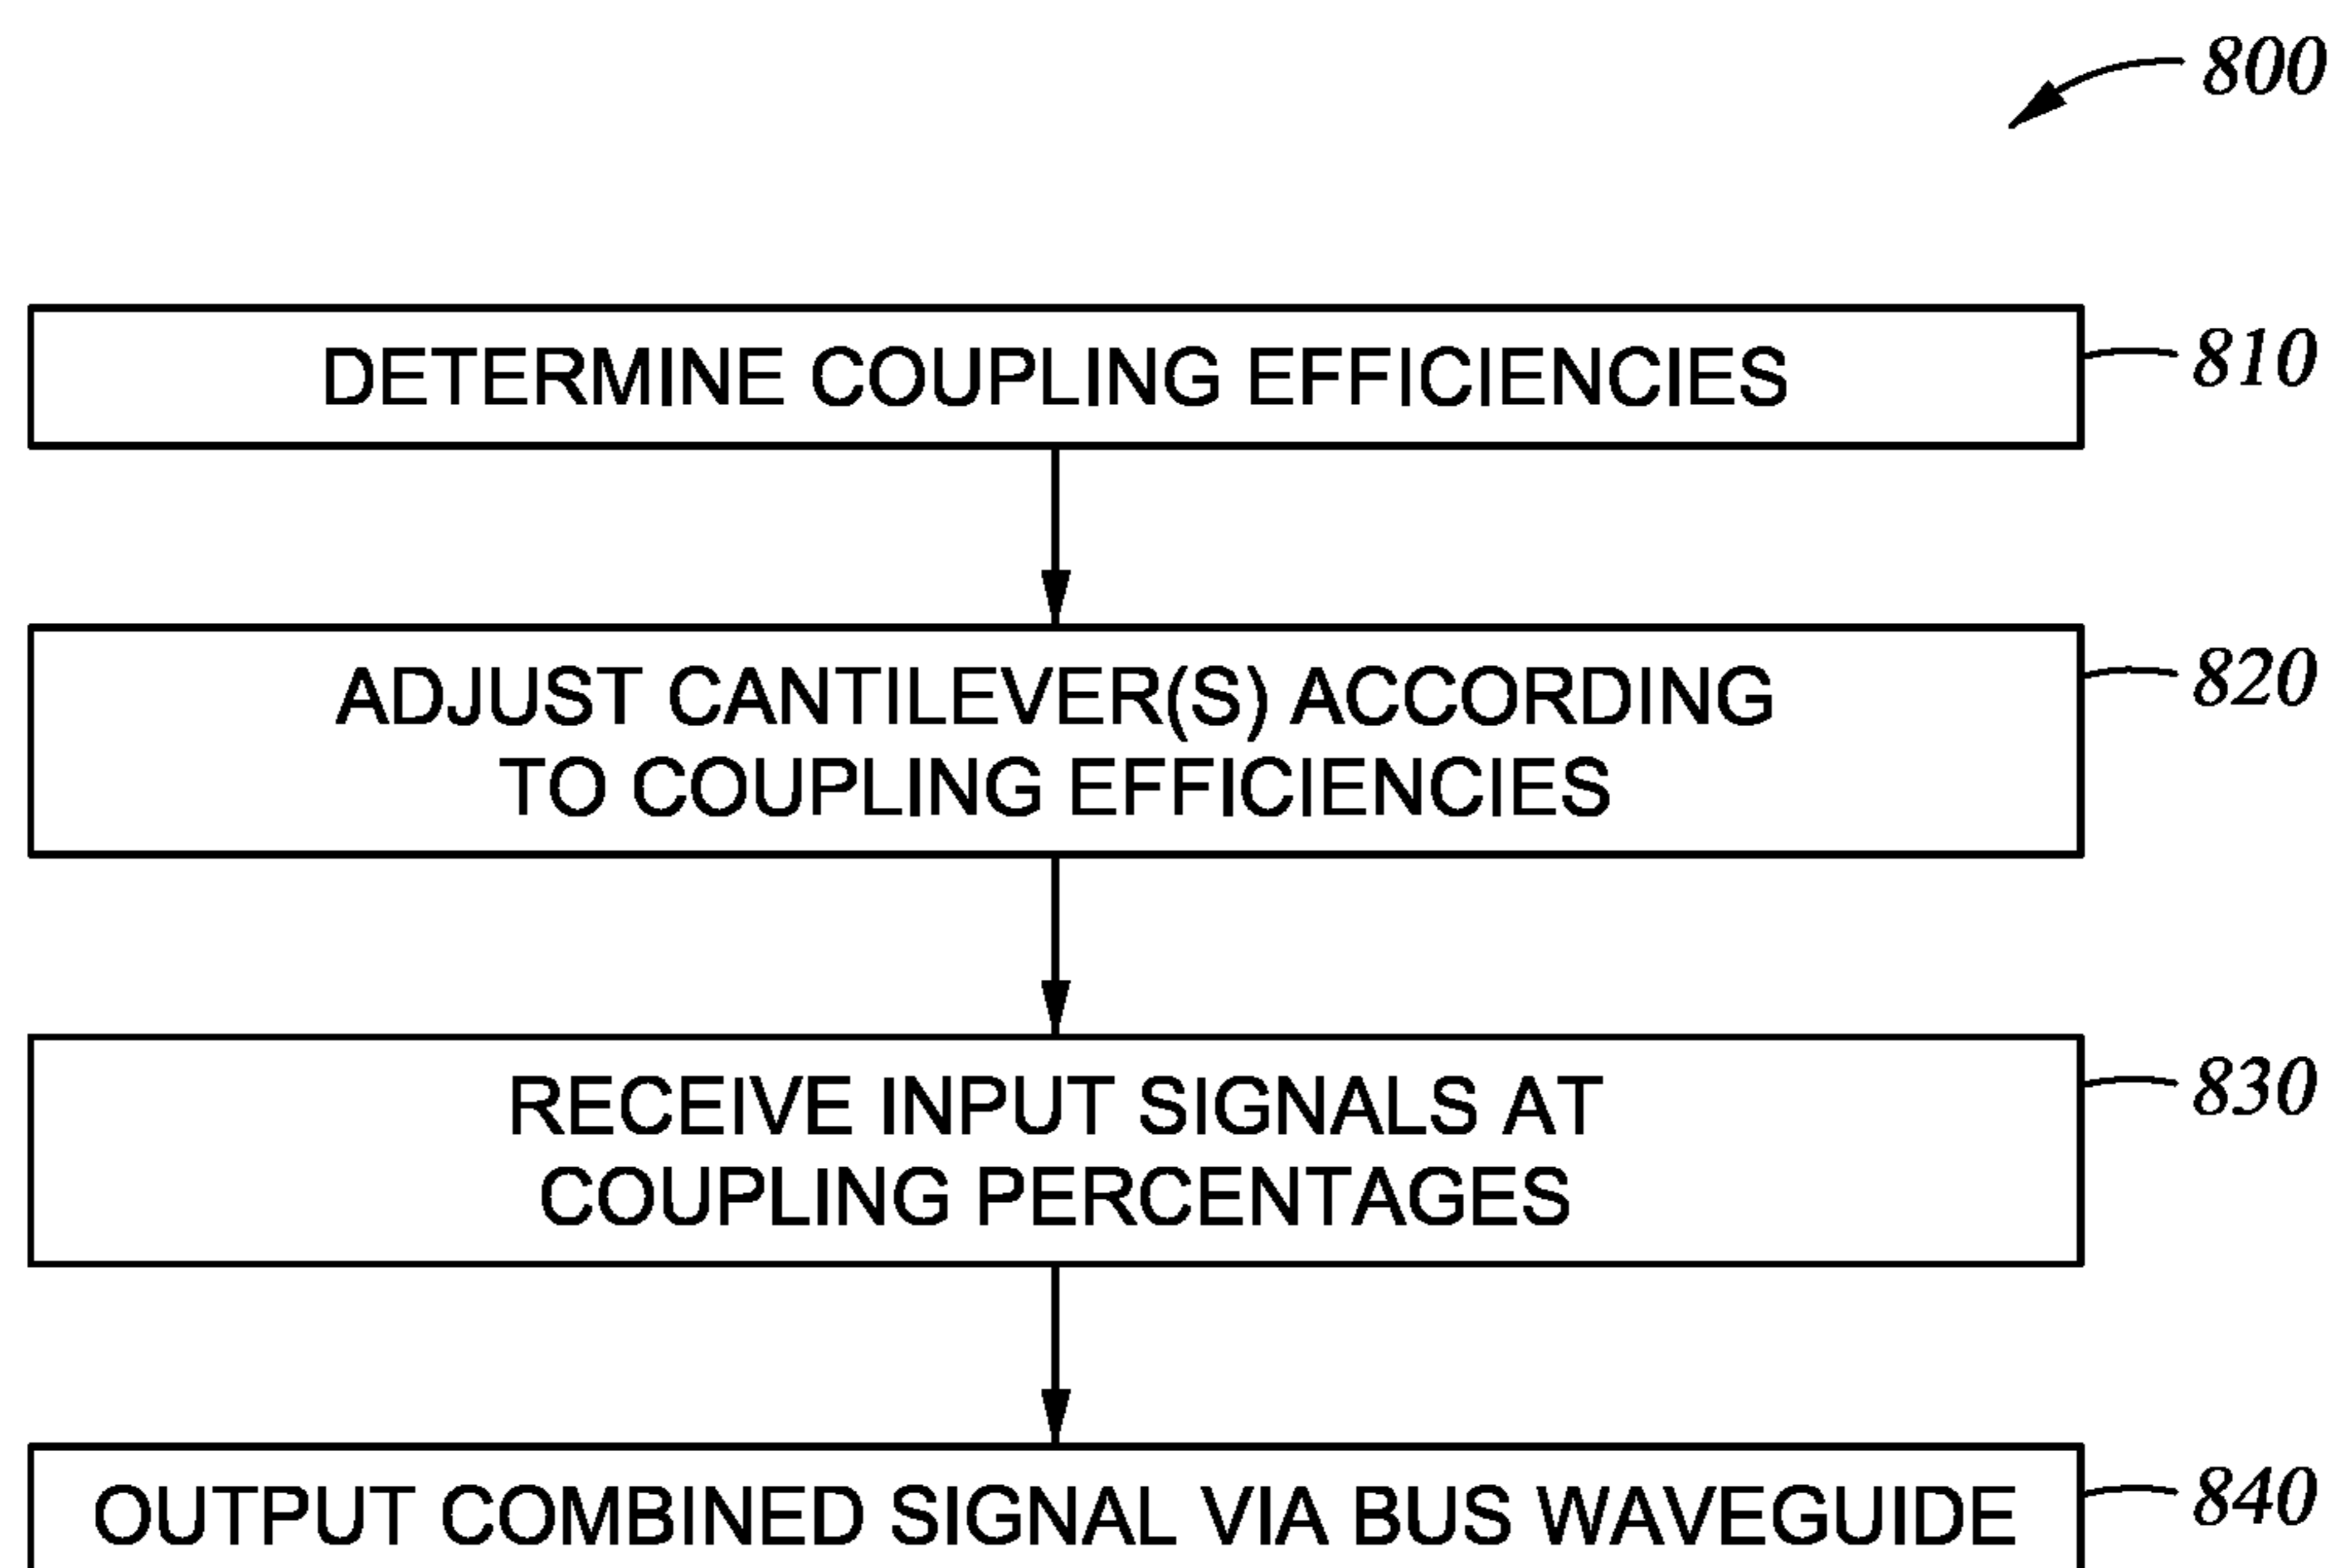 800
DETERMINE COUPLING EFFICIENCIES
810
ADJUST CANTILEVER(S) ACCORDING
TO COUPLING EFFICIENCIES
820
RECEIVE INPUT SIGNALS AT
COUPLING PERCENTAGES
830
OUTPUT COMBINED SIGNAL VIA BUS WAVEGUIDE
840